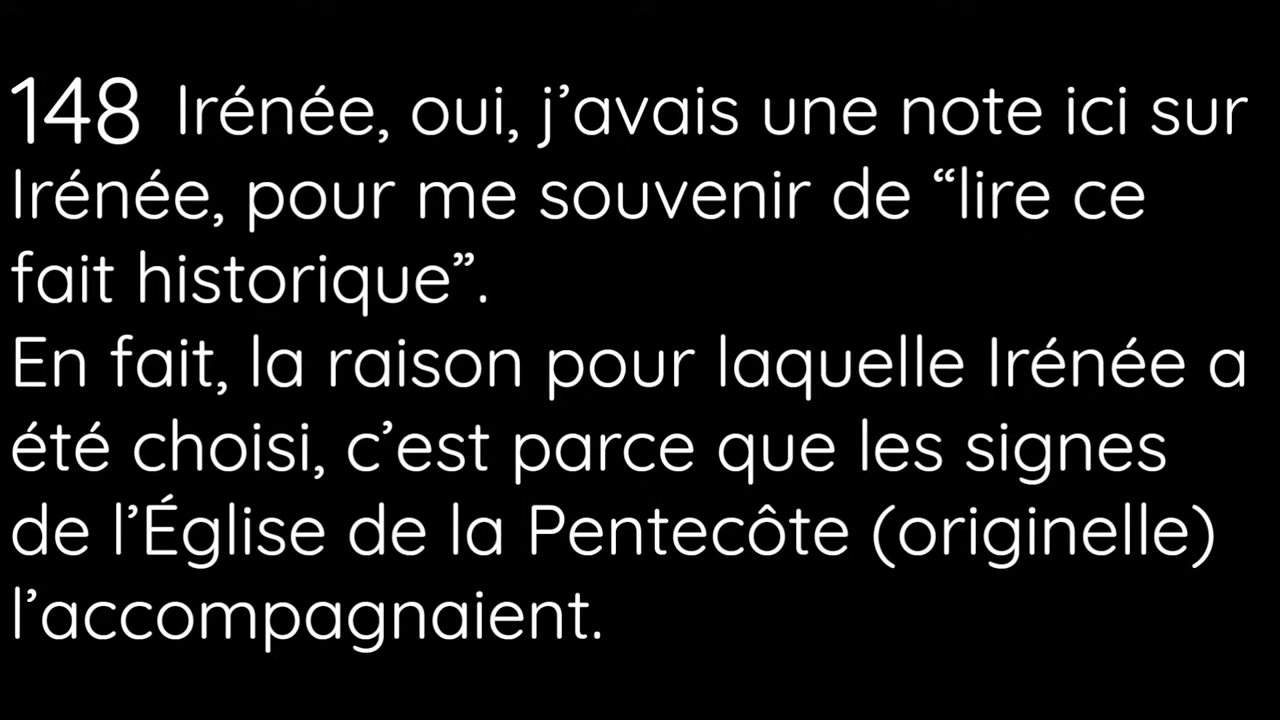 148 Irénée, oui, j’avais une note ici sur
Irénée, pour me souvenir de “lire ce
fait historique”.
En fait, la raison pour laquelle Irénée a
été choisi, c’est parce que les signes
de l’Église de la Pentecôte (originelle)
l’accompagnaient.